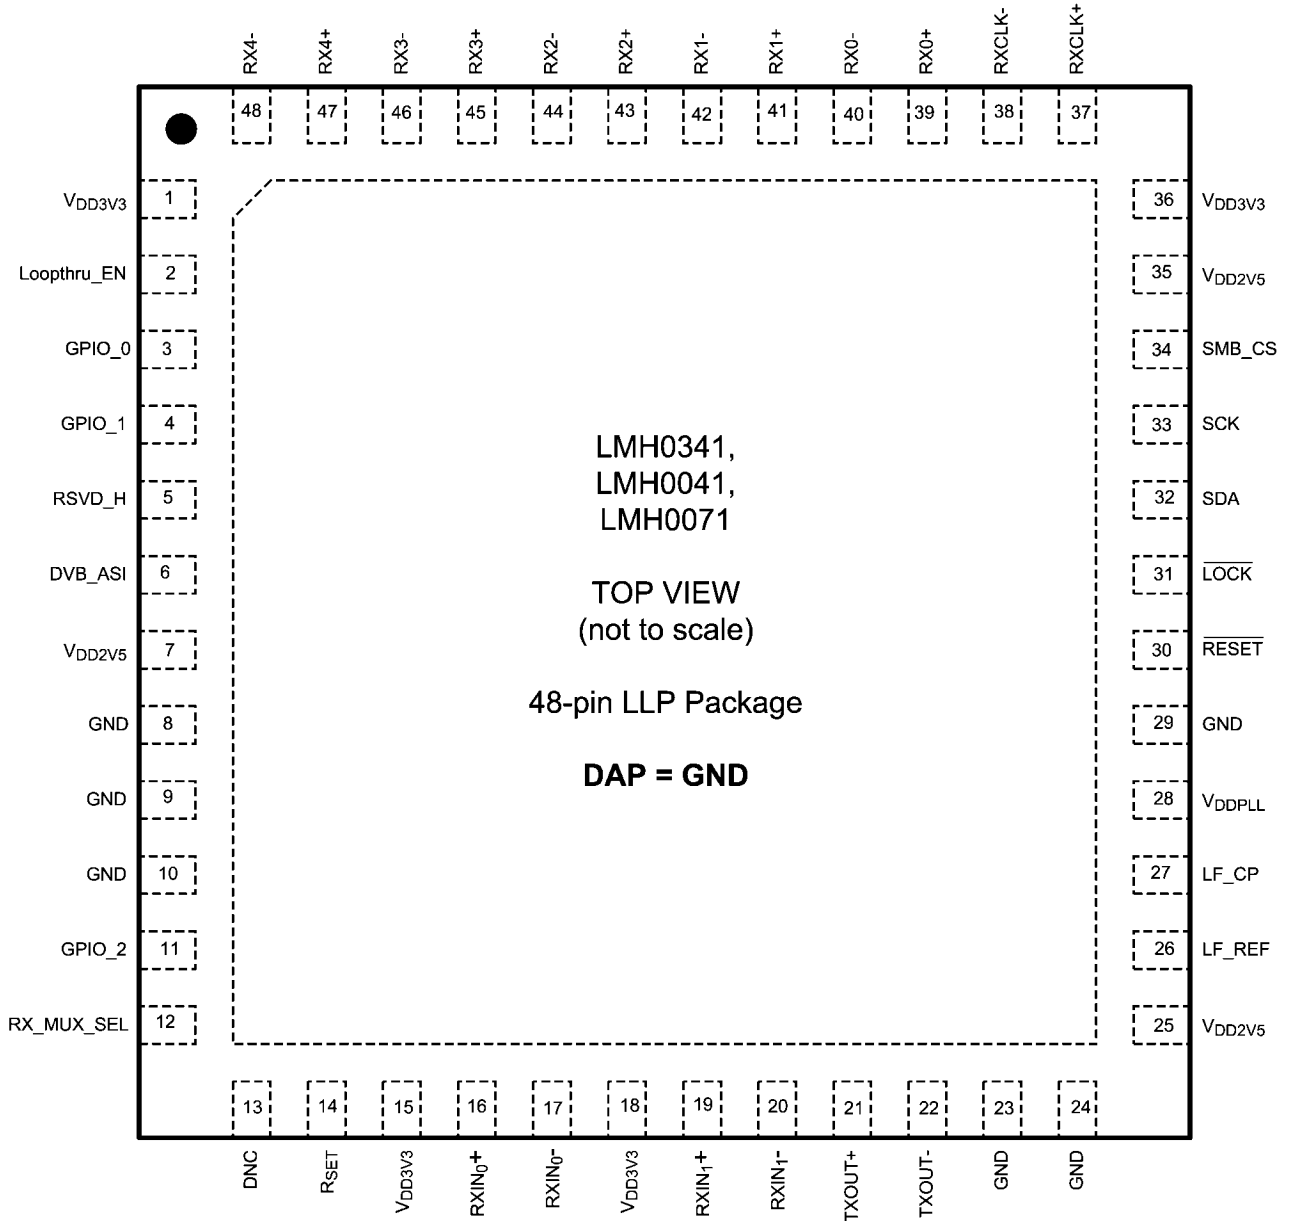 RX4-
RX4+
RX3-
RX3+
RX2-
RX2+
RX1-
RX1+
RX0-
RX0+
RXCLK-
RXCLK+
48
47
46
45
44
43
42
41
40
39
38
37
VDD3V3 1
Loopthru_EN 2
GPIO_0 3
GPIO_1 4
RSVD_H 5
DVB_ASI 6
VDD2V5 7
GND 8
GND 9
GND 10
GPIO_2 11
RX_MUX_SEL 12
LMH0341,
LMH0041,
LMH0071
TOP VIEW
(not to scale)
48-pin LLP Package
DAP = GND
36 VDD3V3
35 VDD2V5
34 SMB_CS
33 SCK
32 SDA
31 LOCK
30 RESET
29 GND
28 VDDPLL
27 LF_CP
26 LF_REF
25 VDD2V5
13
14
15
16
17
18
19
20
21
22
23
24
DNC
RSET
VDD3V3
RXIN0+
RXIN0-
VDD3V3
RXIN1+
RXIN1-
TXOUT+
TXOUT-
GND
GND